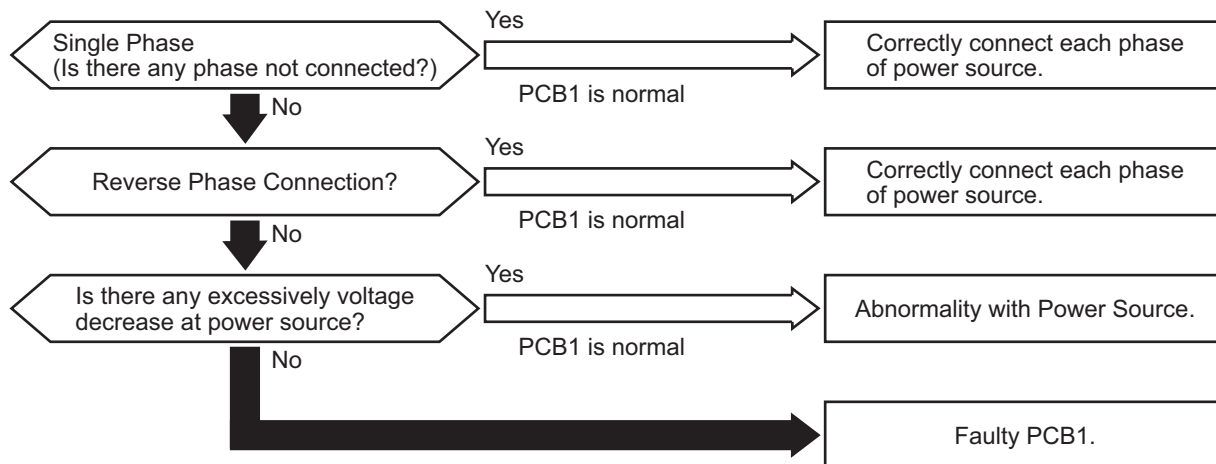 Yes
Single Phase
(Is there any phase not connected?)
Correctly connect each phase
of power source.
PCB1 is normal
No
Yes
Reverse Phase Connection?
Correctly connect each phase
of power source.
PCB1 is normal
No
Yes
Is there any excessively voltage
decrease at power source?
Abnormality with Power Source.
PCB1 is normal
No
Faulty PCB1.